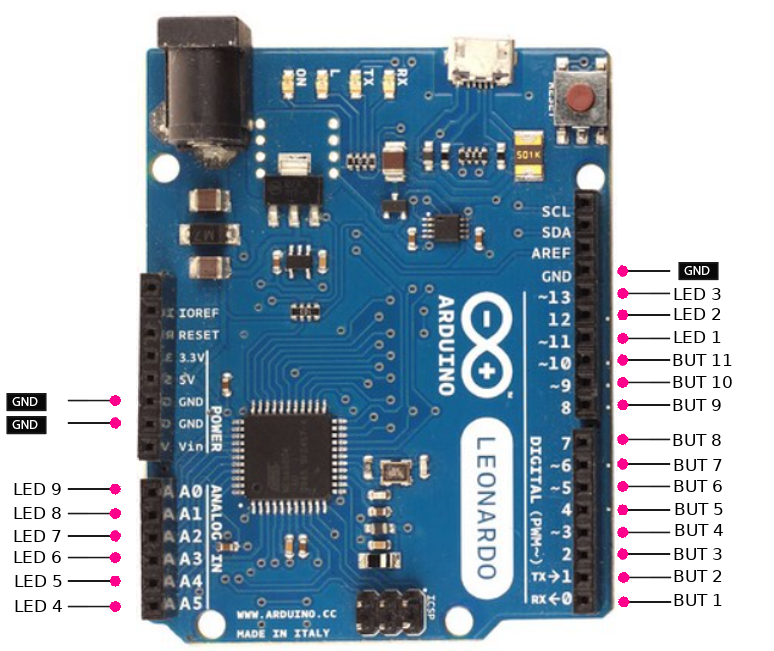 ON
L
TX
RX
RESET
501K
M7
SCL
SDA
AREF
GND
GND
~13
LED 3
12
LED 2
~11
LED 1
~10
BUT 11
~9
BUT 10
8
BUT 9
7
BUT 8
~6
BUT 7
~5
BUT 6
4
BUT 5
~3
BUT 4
2
BUT 3
TX→1
BUT 2
RX←0
BUT 1
DIGITAL (PWM~)
ARDUINO
LEONARDO
IOREF
RESET
3.3V
5V
GND
GND
GND
GND
Vin
POWER
LED 9
A0
LED 8
A1
LED 7
A2
LED 6
A3
LED 5
A4
LED 4
A5
ANALOG IN
ICSP
WWW.ARDUINO.CC
MADE IN ITALY